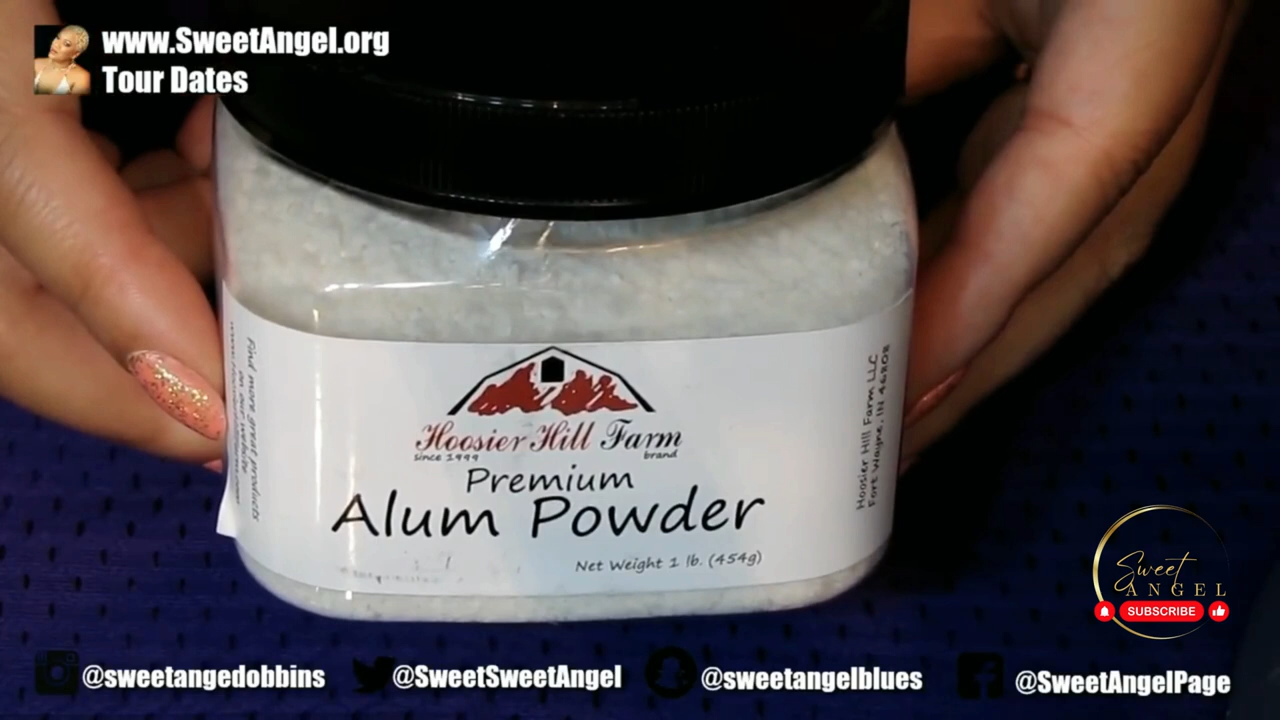 www.SweetAngel.org
Tour Dates
Find more great products
on our website
Hoosier Hill Farm
since 1999 brand
Premium
Alum Powder
Net Weight 1 lb. (454g)
Hoosier Hill Farm LLC
Fort Wayne, IN 46808
Sweet
ANGEL
SUBSCRIBE
@sweetangedobbins
@SweetSweetAngel
@sweetangelblues
@SweetAngelPage